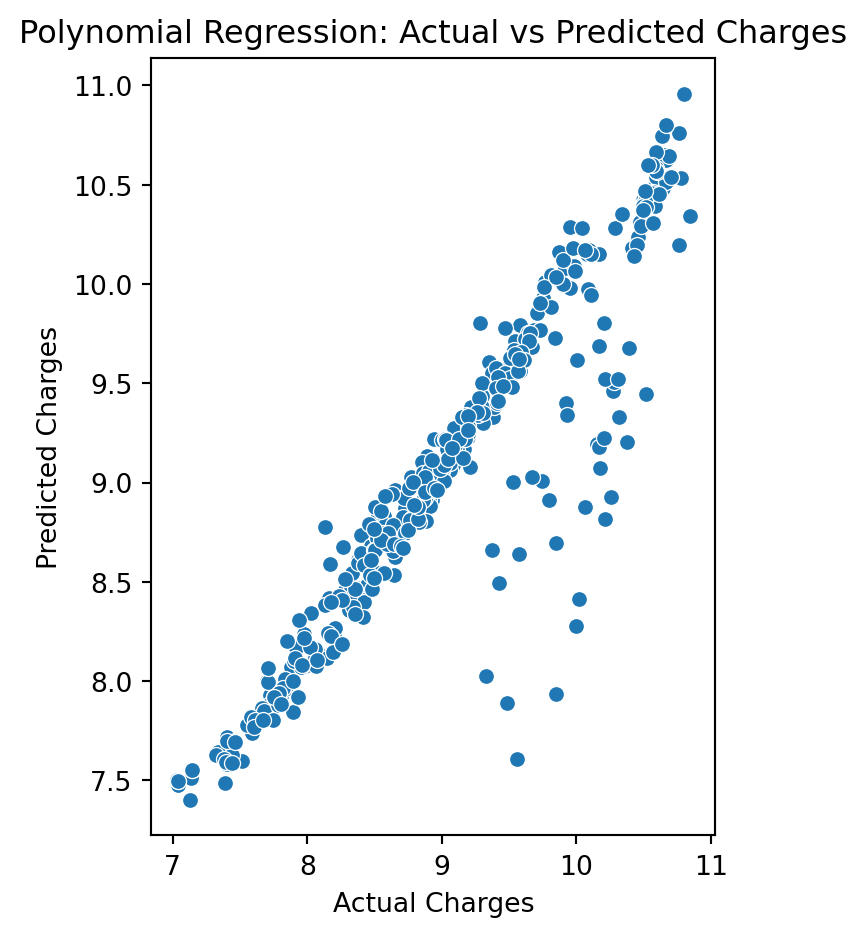 Polynomial Regression: Actual vs Predicted Charges
11.0
10.5
10.0
9.5
9.0
8.5
8.0
7.5
Predicted Charges
7 8 9 10 11
Actual Charges